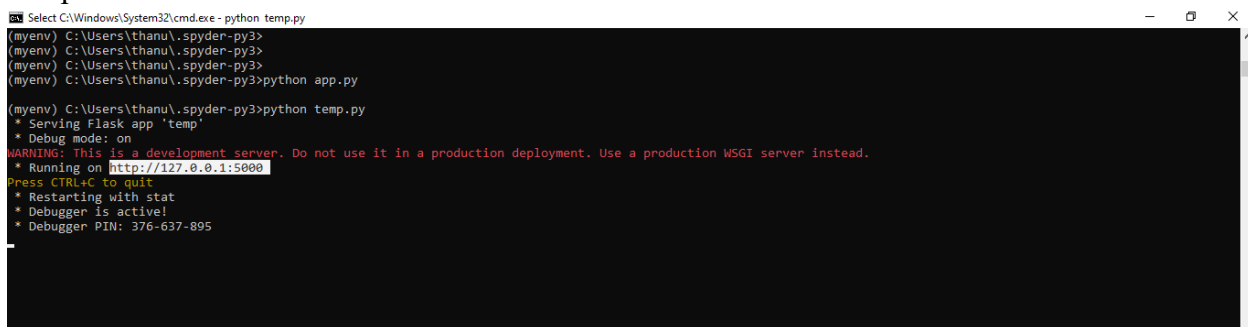 Select C:\Windows\System32\cmd.exe - python temp.py
(myenv) C:\Users\thanu\.spyder-py3>
(myenv) C:\Users\thanu\.spyder-py3>
(myenv) C:\Users\thanu\.spyder-py3>
(myenv) C:\Users\thanu\.spyder-py3>python app.py
(myenv) C:\Users\thanu\.spyder-py3>python temp.py
* Serving Flask app 'temp'
* Debug mode: on
WARNING: This is a development server. Do not use it in a production deployment. Use a production WSGI server instead.
* Running on http://127.0.0.1:5000
Press CTRL+C to quit
* Restarting with stat
* Debugger is active!
* Debugger PIN: 376-637-895